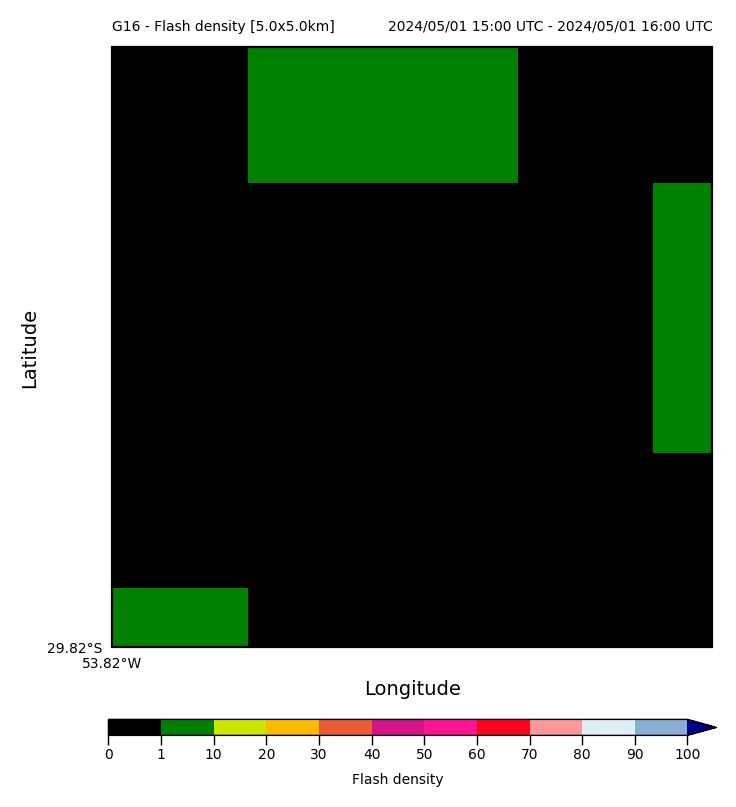 G16 - Flash density [5.0x5.0km] 2024/05/01 15:00 UTC - 2024/05/01 16:00 UTC
Latitude
29.82°S
53.82°W
Longitude
0 1 10 20 30 40 50 60 70 80 90 100
Flash density